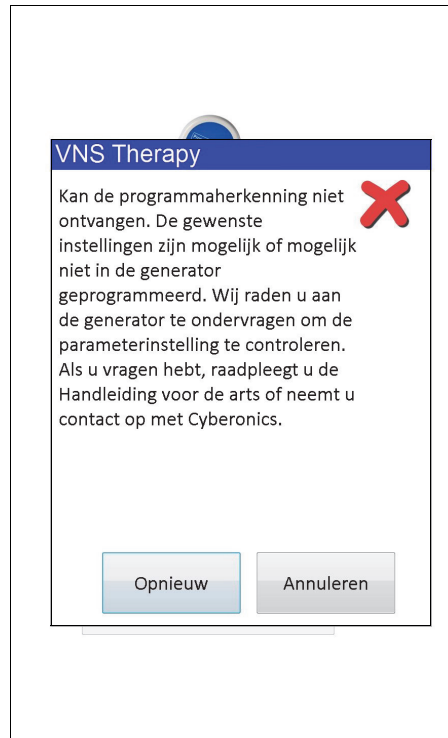 VNS Therapy
Kan de programmaherkenning niet
ontvangen. De gewenste
instellingen zijn mogelijk of mogelijk
niet in de generator
geprogrammeerd. Wij raden u aan
de generator te ondervragen om de
parameterinstelling te controleren.
Als u vragen hebt, raadpleegt u de
Handleiding voor de arts of neemt u
contact op met Cyberonics.
Opnieuw
Annuleren